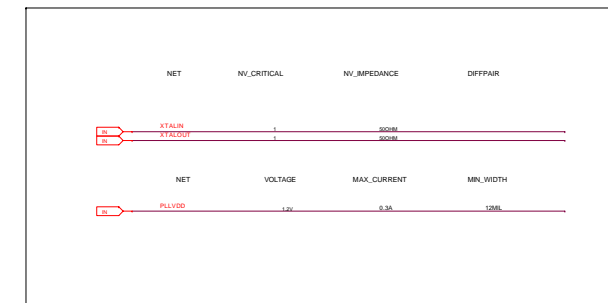 NET NV_CRITICAL NV_IMPEDANCE DIFFPAIR
IN XTALIN 1 50OHM
IN XTALOUT 1 50OHM
NET VOLTAGE MAX_CURRENT MIN_WIDTH
IN PLLVDD 1.2V 0.3A 12MIL